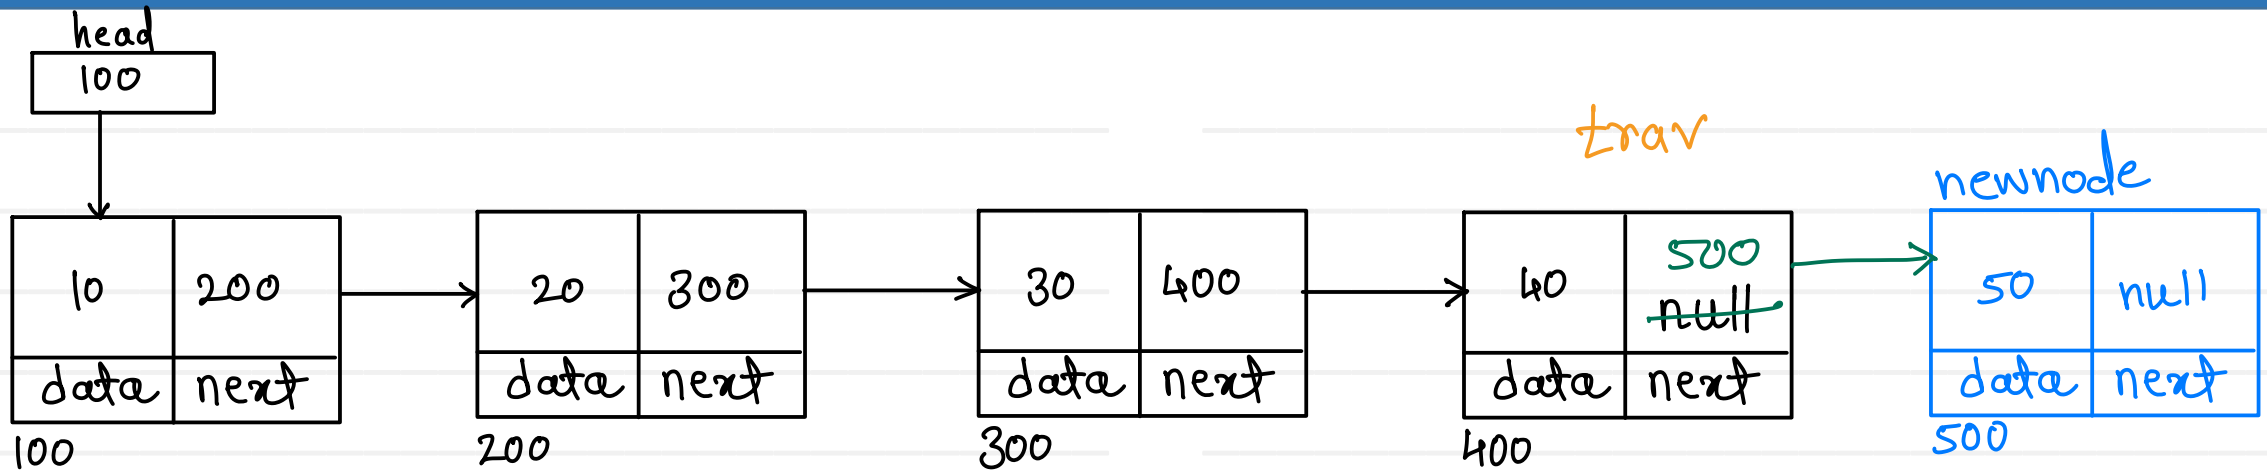 head
100
trav
newnode
10 200 20 300 30 400 40 500 50 null
null
data next data next data next data next data next
100 200 300 400 500